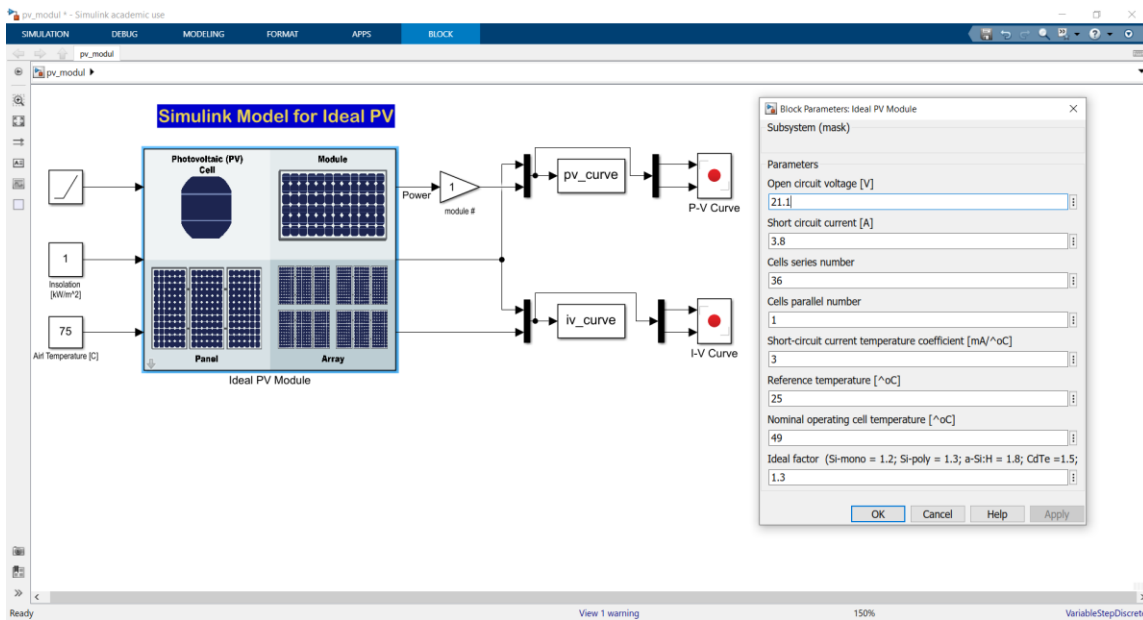 pv_modul * - Simulink academic use
SIMULATION DEBUG MODELING FORMAT APPS BLOCK
pv_modul
pv_modul
Simulink Model for Ideal PV
Photovoltaic (PV)
Cell
Module
Panel
Array
Ideal PV Module
1
Insolation
[kW/m^2]
75
Airl Temperature [C]
Power
1
module #
pv_curve
P-V Curve
iv_curve
I-V Curve
Block Parameters: Ideal PV Module
Subsystem (mask)
Parameters
Open circuit voltage [V]
21.1
Short circuit current [A]
3.8
Cells series number
36
Cells parallel number
1
Short-circuit current temperature coefficient [mA/^oC]
3
Reference temperature [^oC]
25
Nominal operating cell temperature [^oC]
49
Ideal factor (Si-mono = 1.2; Si-poly = 1.3; a-Si:H = 1.8; CdTe =1.5;
1.3
OK Cancel Help Apply
Ready View 1 warning 150% VariableStepDiscrete